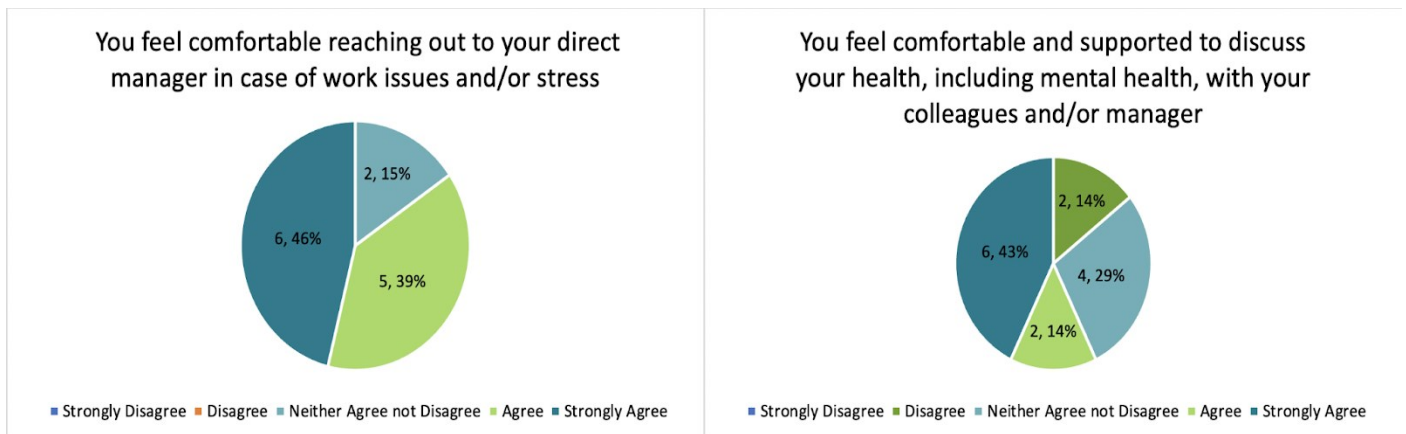 You feel comfortable reaching out to your direct
manager in case of work issues and/or stress
2, 15%
6, 46%
5, 39%
Strongly Disagree Disagree Neither Agree not Disagree Agree Strongly Agree
You feel comfortable and supported to discuss
your health, including mental health, with your
colleagues and/or manager
2, 14%
6, 43%
4, 29%
2, 14%
Strongly Disagree Disagree Neither Agree not Disagree Agree Strongly Agree